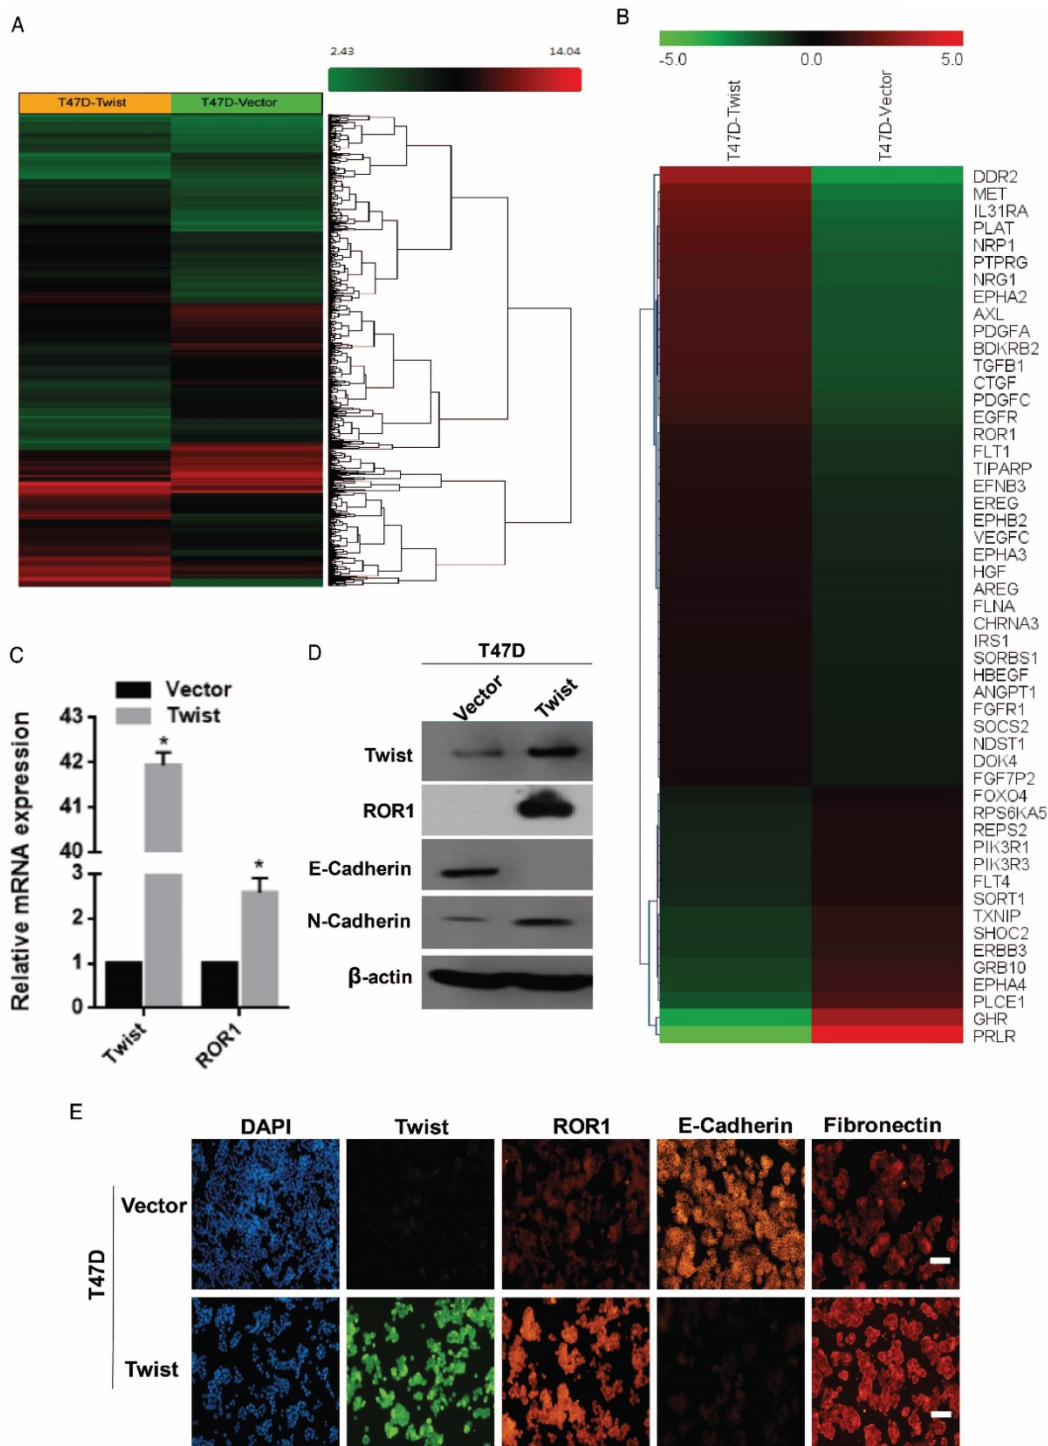 A
2.43 14.04
T47D-Twist T47D-Vector
B
-5.0 0.0 5.0
T47D-Twist
T47D-Vector
DDR2
MET
IL31RA
PLAT
NRP1
PTPRG
NRG1
EPHA2
AXL
PDGFA
BDKRB2
TGFB1
CTGF
PDGFC
EGFR
ROR1
FLT1
TIPARP
EFNB3
EREG
EPHB2
VEGFC
EPHA3
HGF
AREG
FLNA
CHRNA3
IRS1
SORBS1
HBEGF
ANGPT1
FGFR1
SOCS2
NDST1
DOK4
FGF7P2
FOXO4
RPS6KA5
REPS2
PIK3R1
PIK3R3
FLT4
SORT1
TXNIP
SHOC2
ERBB3
GRB10
EPHA4
PLCE1
GHR
PRLR
C
Vector
Twist
Relative mRNA expression
43
42
41
40
3
2
1
0
*
*
Twist
ROR1
D
T47D
Vector Twist
Twist
ROR1
E-Cadherin
N-Cadherin
β-actin
E
DAPI Twist ROR1 E-Cadherin Fibronectin
T47D
Vector
Twist